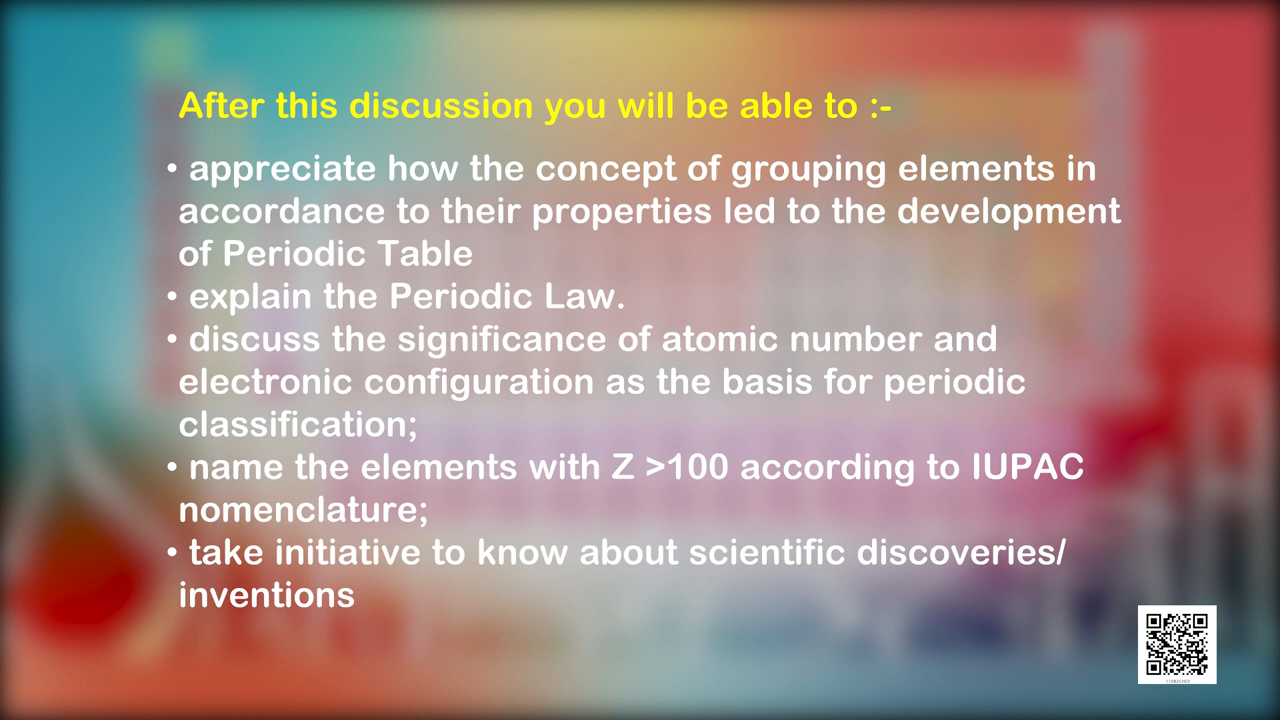 After this discussion you will be able to :-
• appreciate how the concept of grouping elements in
accordance to their properties led to the development
of Periodic Table
• explain the Periodic Law.
• discuss the significance of atomic number and
electronic configuration as the basis for periodic
classification;
• name the elements with Z >100 according to IUPAC
nomenclature;
• take initiative to know about scientific discoveries/
inventions